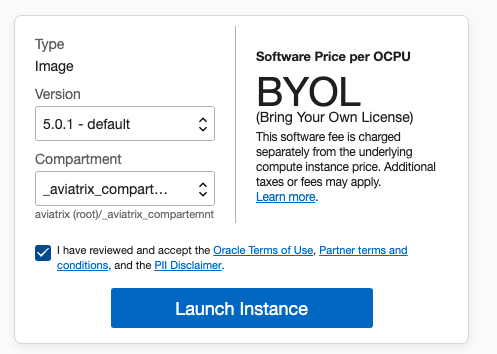 Type
Image
Version
5.0.1 - default
Compartment
_aviatrix_compart...
aviatrix (root)/_aviatrix_compartemnt
Software Price per OCPU
BYOL
(Bring Your Own License)
This software fee is charged
separately from the underlying
compute instance price. Additional
taxes or fees may apply.
Learn more.
I have reviewed and accept the Oracle Terms of Use, Partner terms and
conditions, and the PII Disclaimer.
Launch Instance